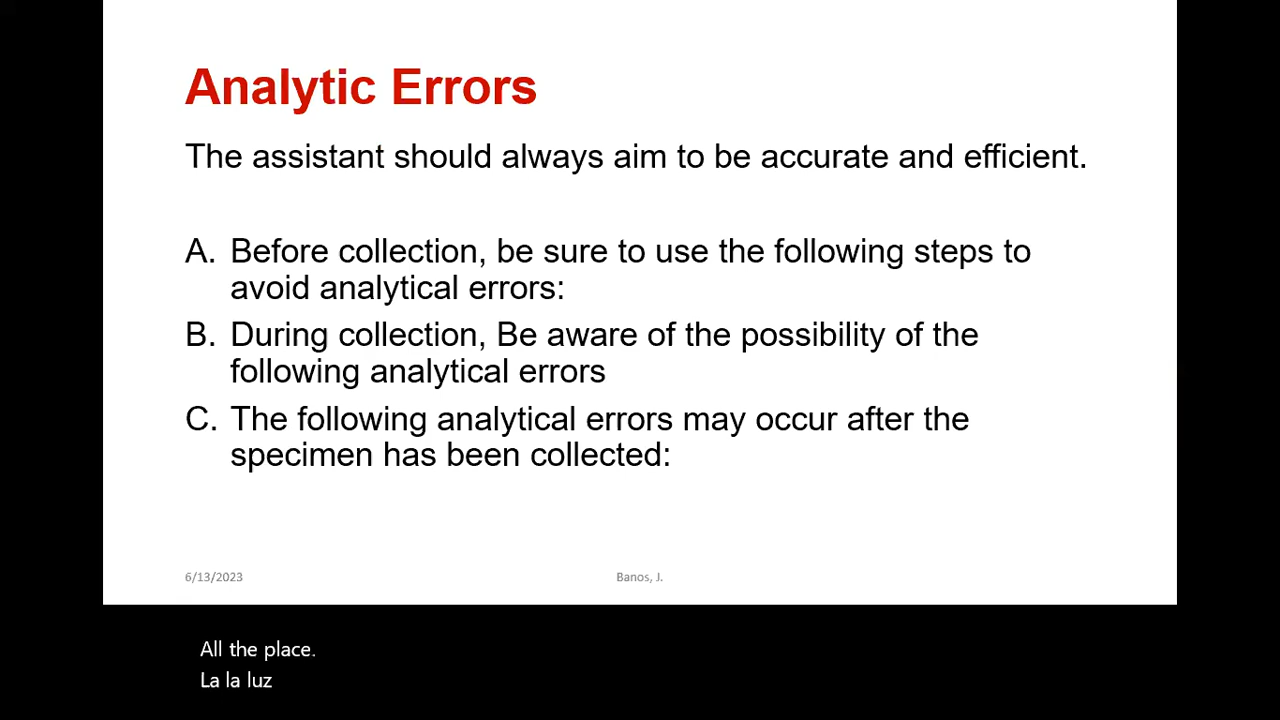 Analytic Errors
The assistant should always aim to be accurate and efficient.
A. Before collection, be sure to use the following steps to
avoid analytical errors:
B. During collection, Be aware of the possibility of the
following analytical errors
C. The following analytical errors may occur after the
specimen has been collected:
6/13/2023
Banos, J.
All the place.
La la luz